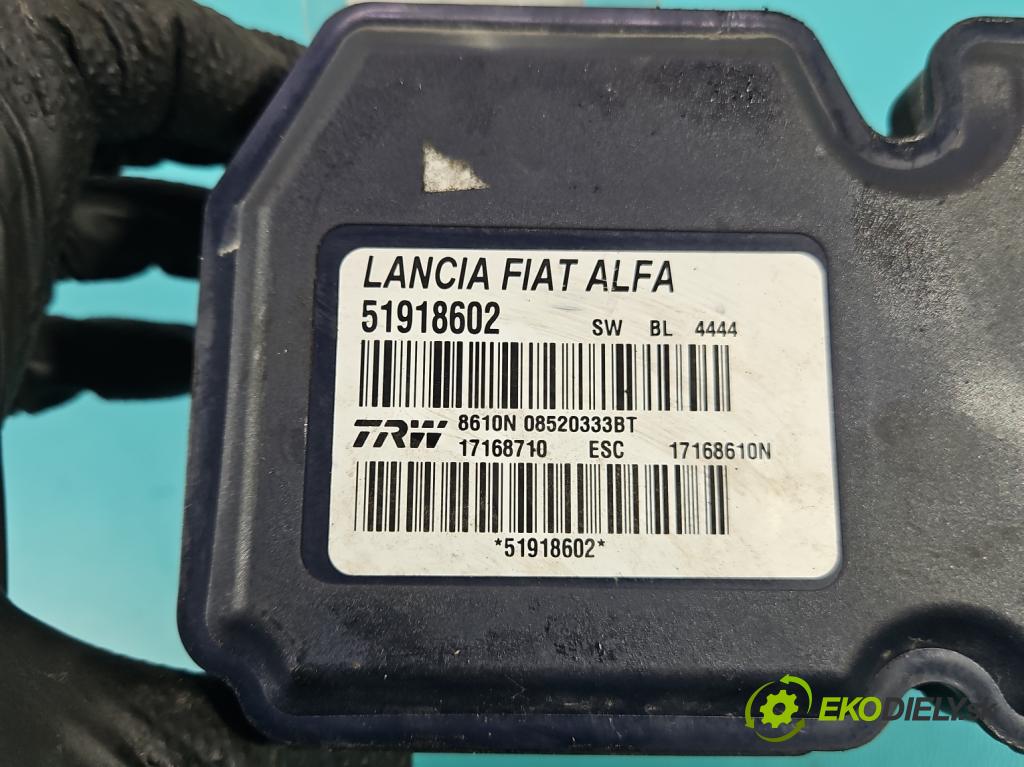 LANCIA FIAT ALFA
51918602 SW BL 4444
TRW 8610N 08520333BT
17168710 ESC 17168610N
*51918602*
EKODIELY.sk